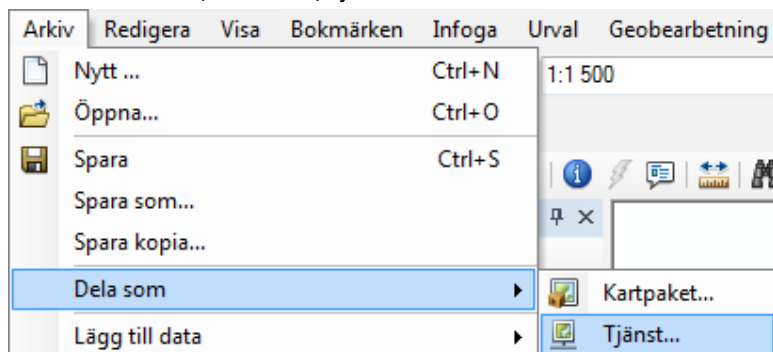 Arkiv Redigera Visa Bokmärken Infoga Urval Geobearbetning
Nytt ... Ctrl+N
1:1 500
Öppna... Ctrl+O
Spara Ctrl+S
Spara som...
Spara kopia...
Dela som
Kartpaket...
Lägg till data
Tjänst...